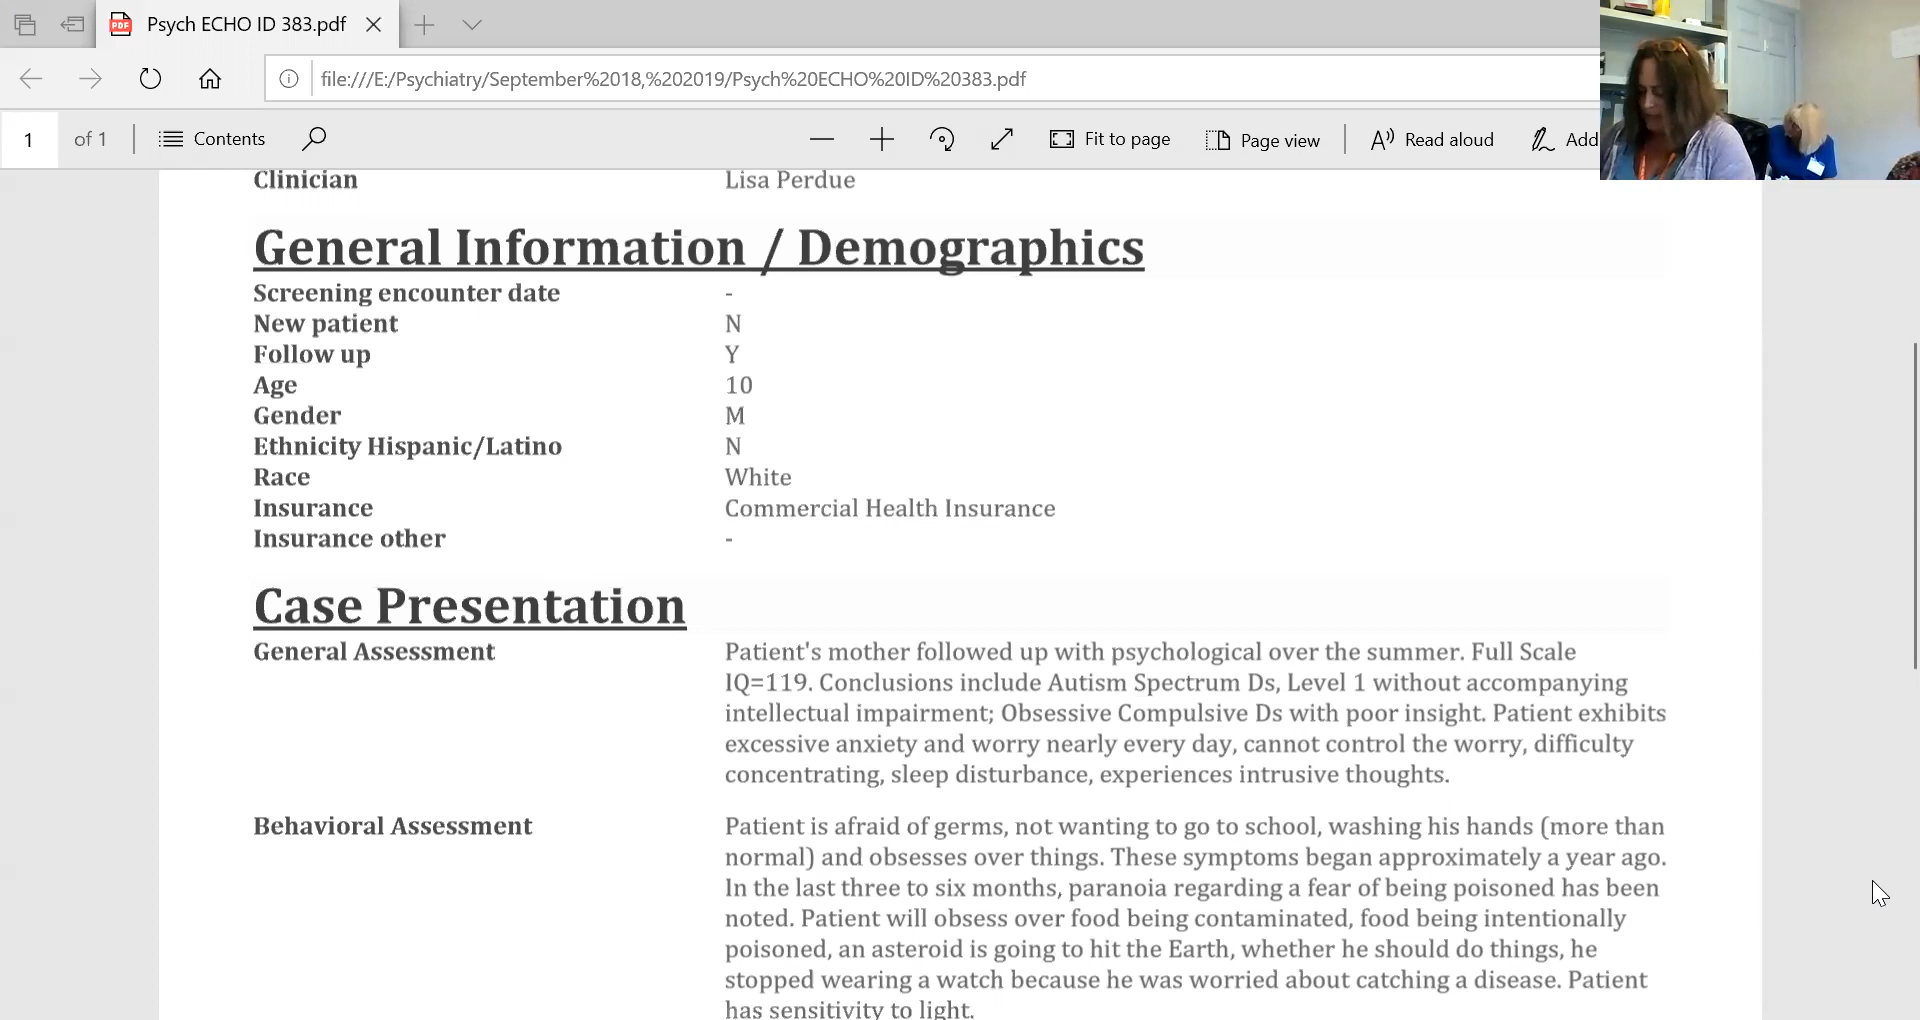 Psych ECHO ID 383.pdf
file:///E:/Psychiatry/September%2018,%202019/Psych%20ECHO%20ID%20383.pdf
1 of 1 Contents Fit to page Page view Read aloud Add
Clinician Lisa Perdue
General Information / Demographics
Screening encounter date -
New patient N
Follow up Y
Age 10
Gender M
Ethnicity Hispanic/Latino N
Race White
Insurance Commercial Health Insurance
Insurance other -
Case Presentation
General Assessment Patient's mother followed up with psychological over the summer. Full Scale
IQ=119. Conclusions include Autism Spectrum Ds, Level 1 without accompanying
intellectual impairment; Obsessive Compulsive Ds with poor insight. Patient exhibits
excessive anxiety and worry nearly every day, cannot control the worry, difficulty
concentrating, sleep disturbance, experiences intrusive thoughts.
Behavioral Assessment Patient is afraid of germs, not wanting to go to school, washing his hands (more than
normal) and obsesses over things. These symptoms began approximately a year ago.
In the last three to six months, paranoia regarding a fear of being poisoned has been
noted. Patient will obsess over food being contaminated, food being intentionally
poisoned, an asteroid is going to hit the Earth, whether he should do things, he
stopped wearing a watch because he was worried about catching a disease. Patient
has sensitivity to light.